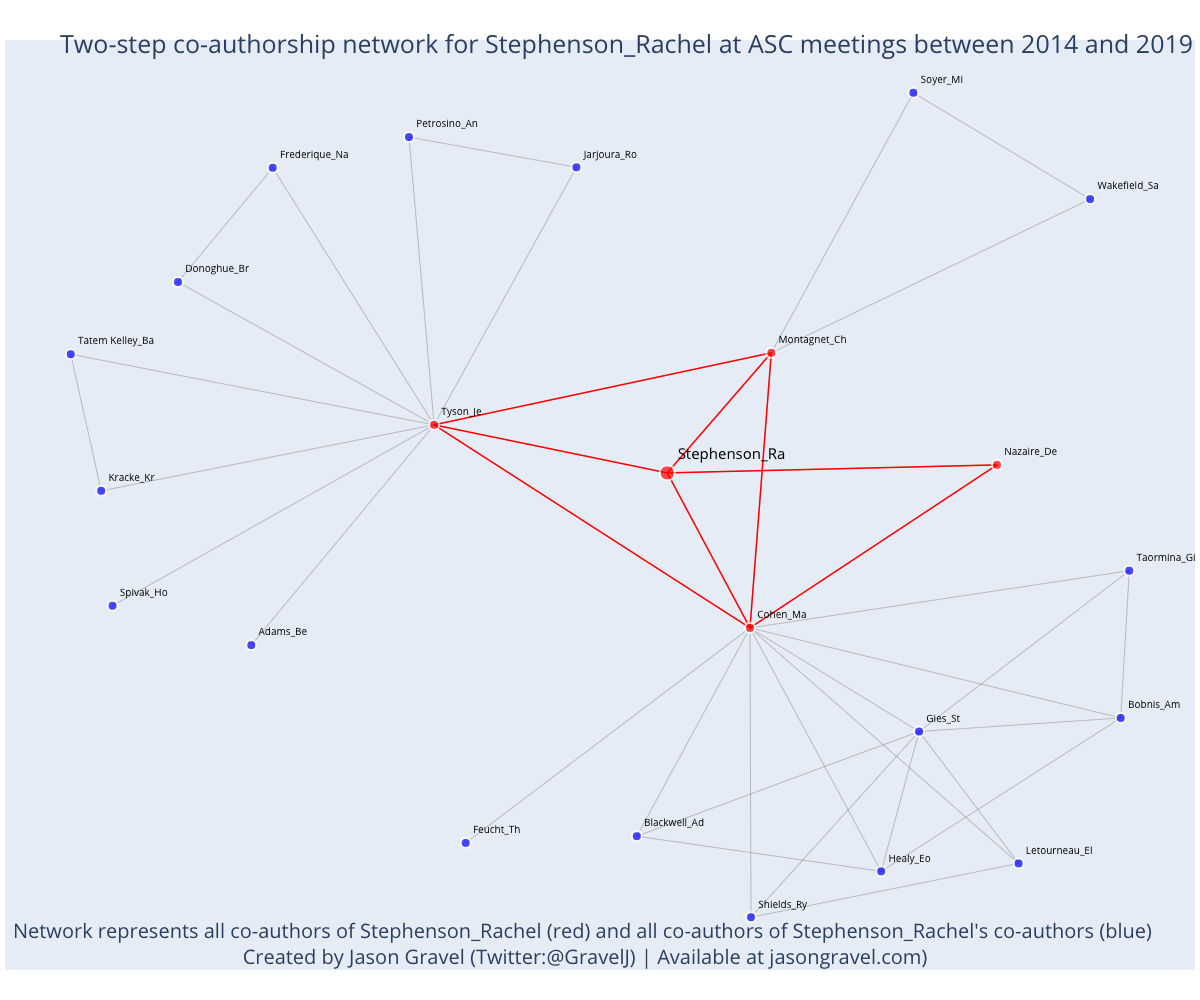 Two-step co-authorship network for Stephenson_Rachel at ASC meetings between 2014 and 2019
Soyer_Mi
Petrosino_An
Frederique_Na
Jarjoura_Ro
Wakefield_Sa
Donoghue_Br
Tatem Kelley_Ba
Montagnet_Ch
Tyson_Je
Stephenson_Ra
Nazaire_De
Kracke_Kr
Taormina_Gi
Spivak_Ho
Cohen_Ma
Adams_Be
Bobnis_Am
Gies_St
Blackwell_Ad
Feucht_Th
Letourneau_El
Healy_Eo
Shields_Ry
Network represents all co-authors of Stephenson_Rachel (red) and all co-authors of Stephenson_Rachel's co-authors (blue)
Created by Jason Gravel (Twitter:@GravelJ) | Available at jasongravel.com)